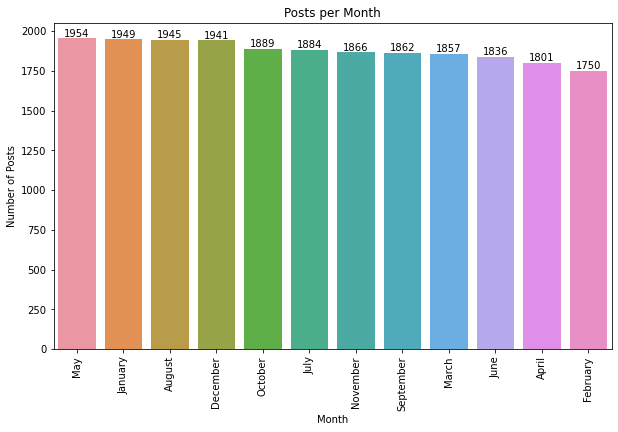 Posts per Month
1954 1949 1945 1941 1889 1884 1866 1862 1857 1836 1801 1750
2000
1750
1500
1250
1000
750
500
250
0
Number of Posts
May January August December October July November September March June April February
Month